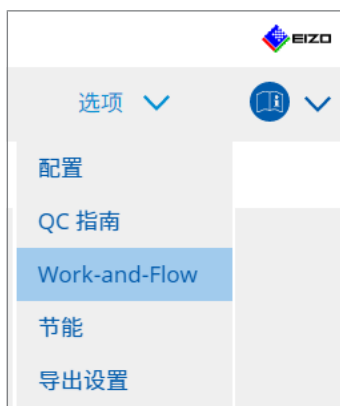 EIZO
选项
配置
QC 指南
Work-and-Flow
节能
导出设置